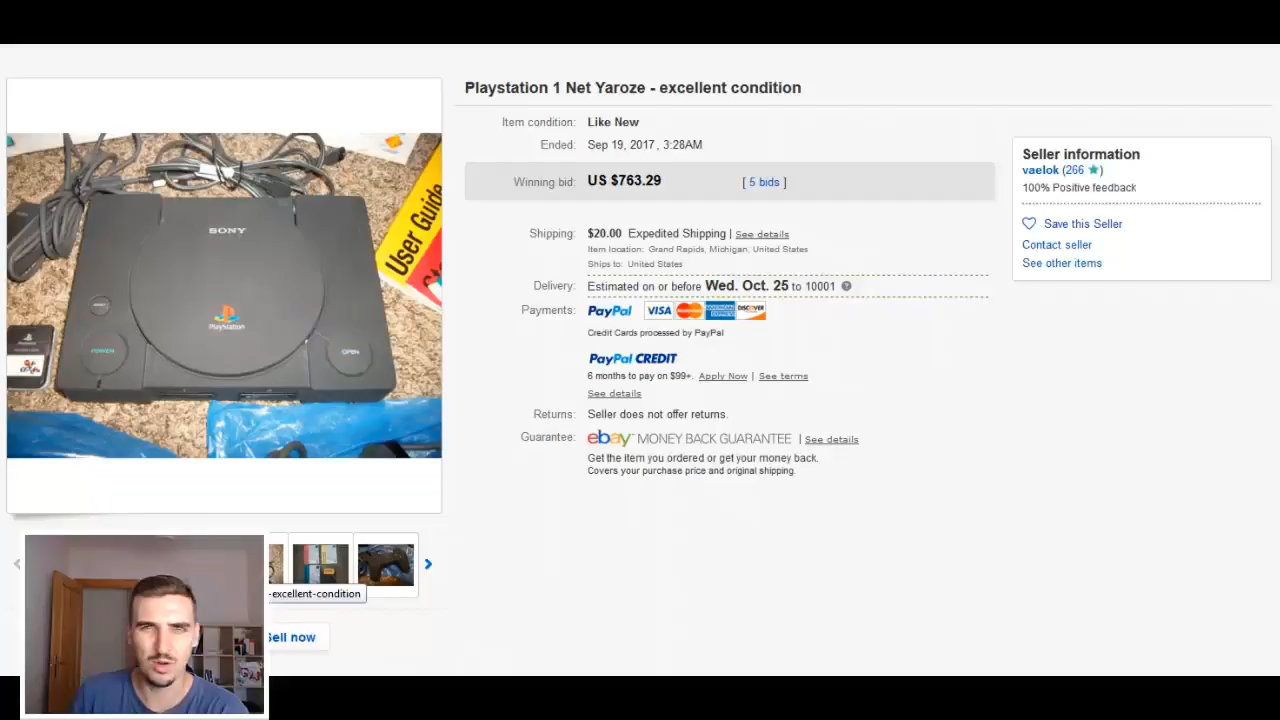 Playstation 1 Net Yaroze - excellent condition
Item condition: Like New
Ended: Sep 19, 2017 , 3:28AM
Winning bid: US $763.29 [ 5 bids ]
Shipping: $20.00 Expedited Shipping | See details
Item location: Grand Rapids, Michigan, United States
Ships to: United States
Delivery: Estimated on or before Wed. Oct. 25 to 10001
Payments: PayPal VISA MasterCard AMERICAN EXPRESS DISCOVER
Credit Cards processed by PayPal
PayPal CREDIT
6 months to pay on $99+. Apply Now | See terms
See details
Returns: Seller does not offer returns.
Guarantee: ebay MONEY BACK GUARANTEE | See details
Get the item you ordered or get your money back.
Covers your purchase price and original shipping.
Seller information
vaelok (266 ★)
100% Positive feedback
Save this Seller
Contact seller
See other items
SONY
PlayStation
POWER
OPEN
User Guide
-excellent-condition
Sell now